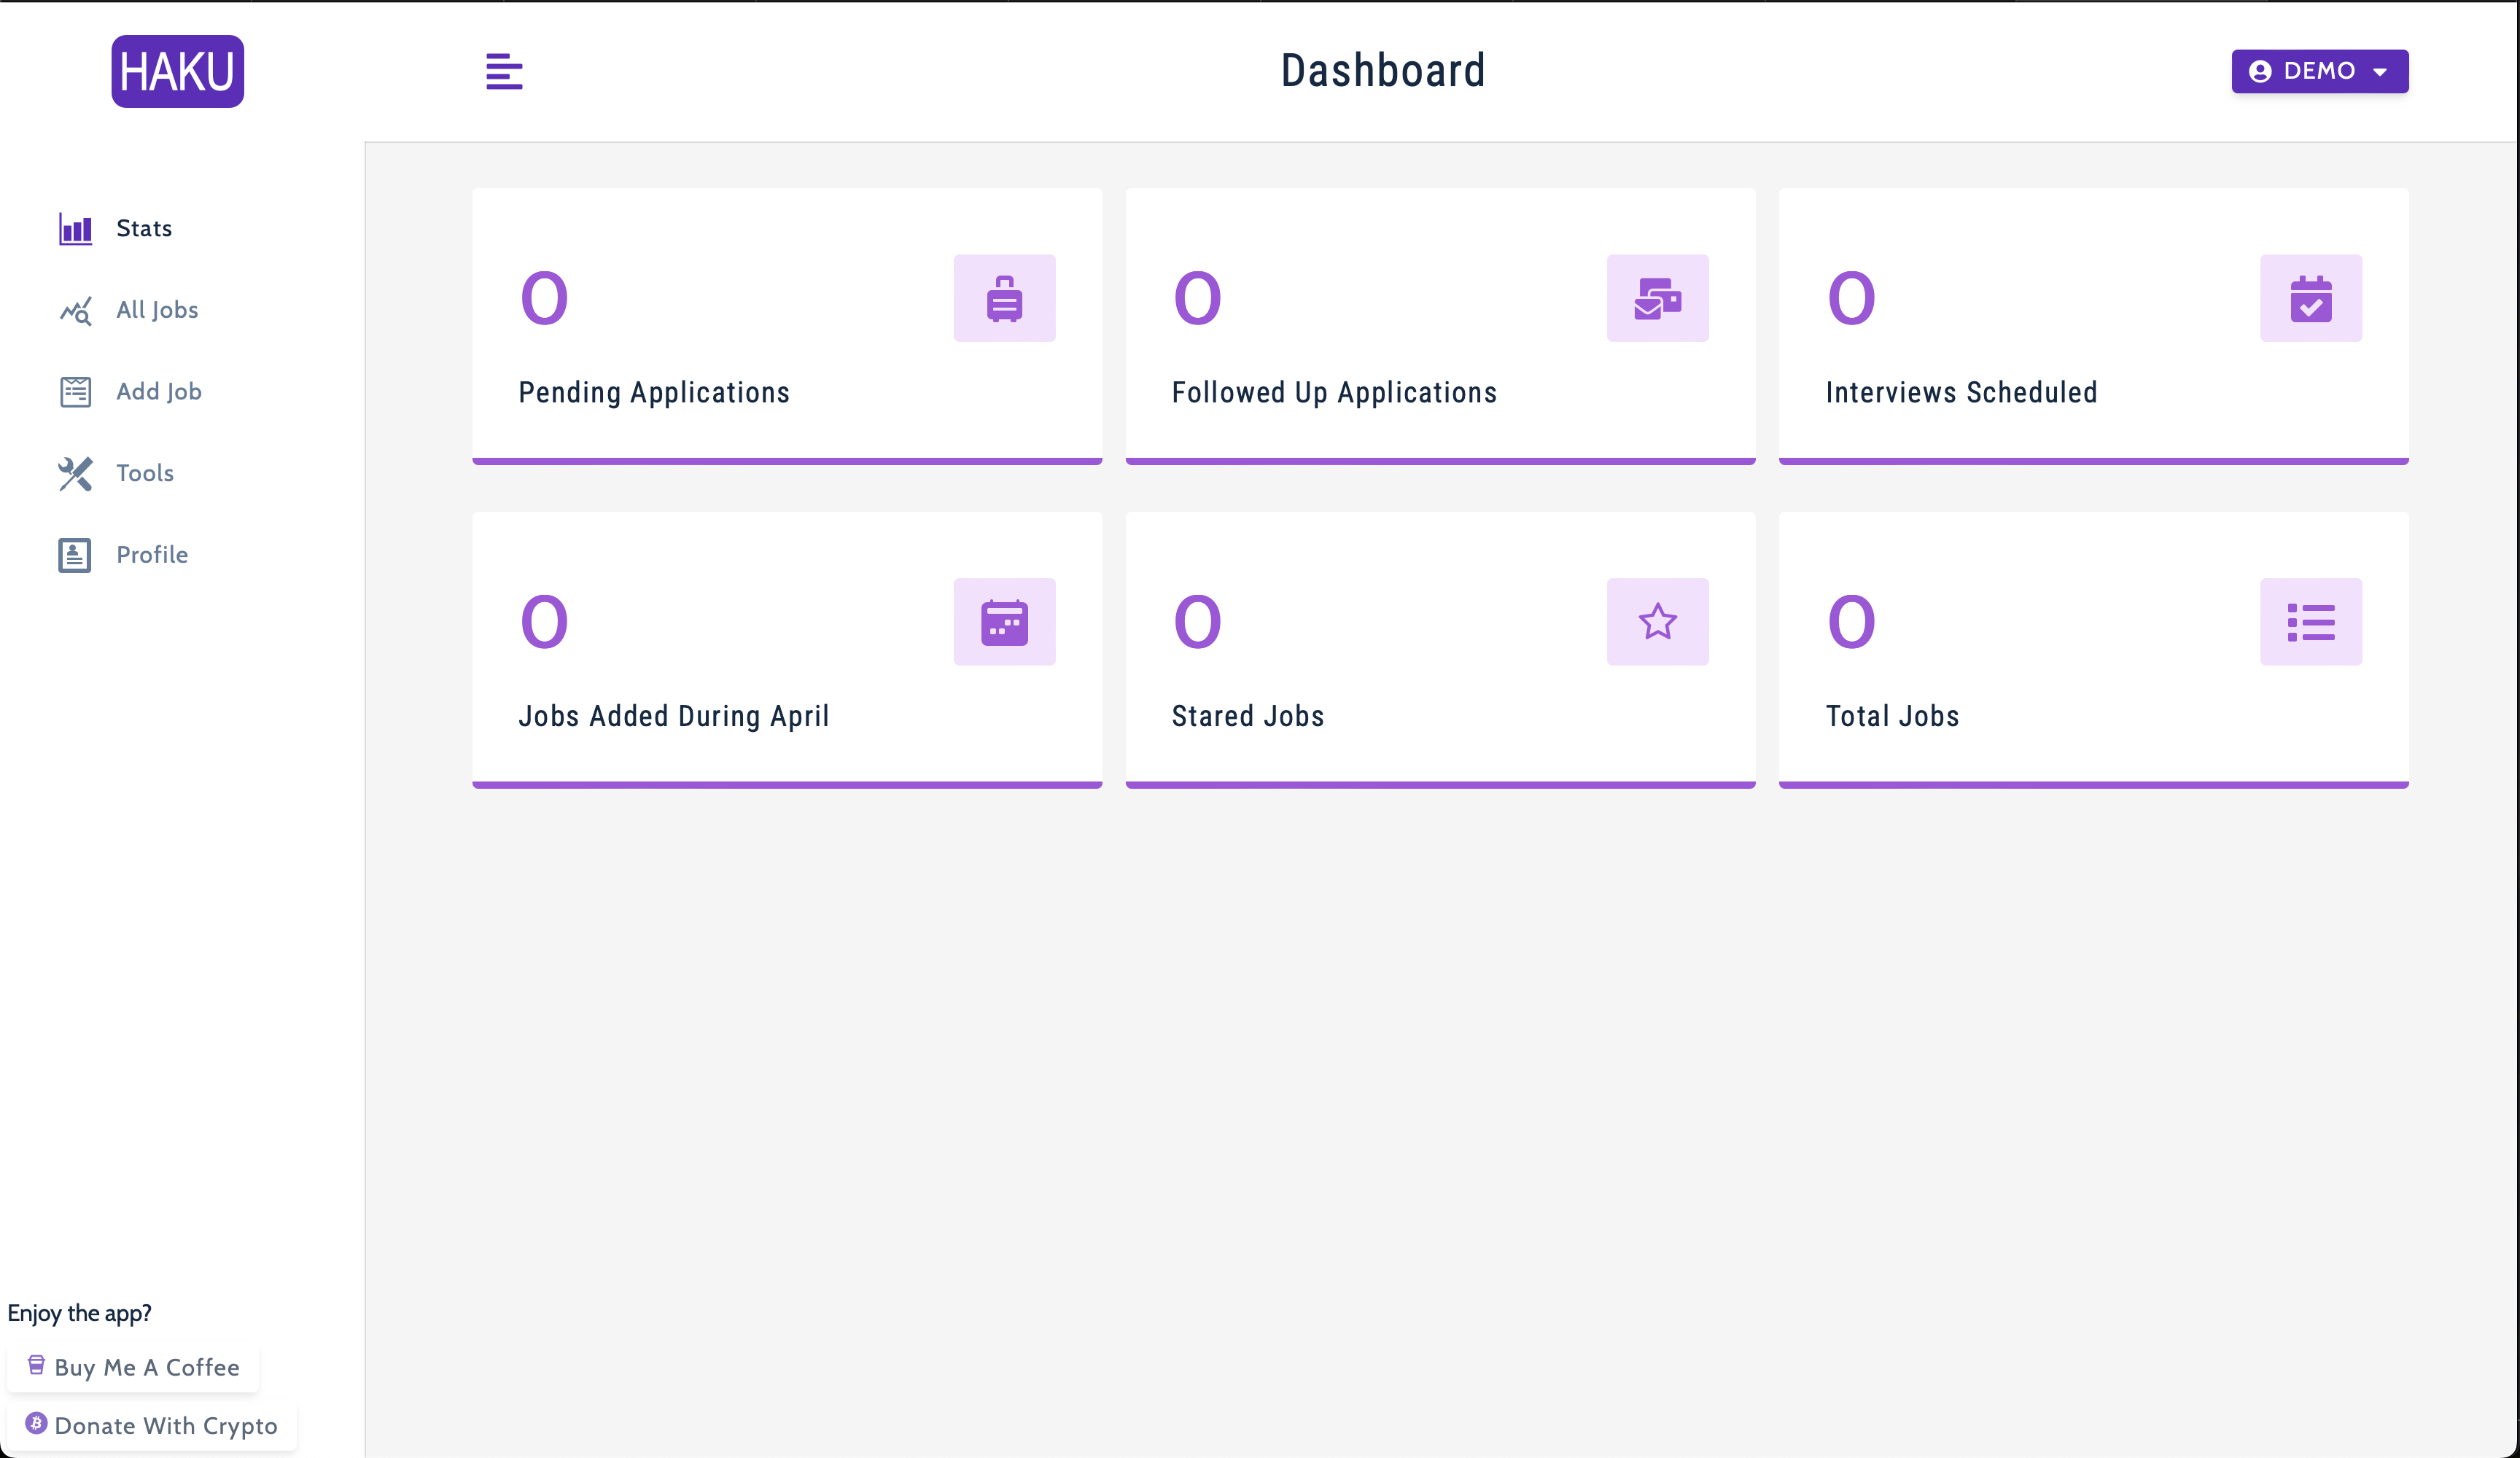 HAKU
Dashboard
DEMO
Stats
All Jobs
Add Job
Tools
Profile
0
Pending Applications
0
Followed Up Applications
0
Interviews Scheduled
0
Jobs Added During April
0
Stared Jobs
0
Total Jobs
Enjoy the app?
Buy Me A Coffee
Donate With Crypto